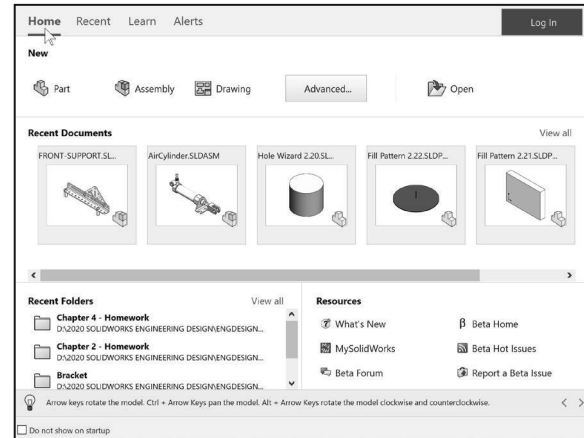 Home Recent Learn Alerts Log In
New
Part Assembly Drawing Advanced... Open
Recent Documents View all
FRONT-SUPPORT.SL... AirCylinder.SLDASM Hole Wizard 2.20.SL... Fill Pattern 2.22.SLDP... Fill Pattern 2.21.SLDP...
Recent Folders View all
Chapter 4 - Homework
D:\2020 SOLIDWORKS ENGINEERING DESIGN\ENGDESIGN...
Chapter 2 - Homework
D:\2020 SOLIDWORKS ENGINEERING DESIGN\ENGDESIGN...
Bracket
D:\2020 SOLIDWORKS ENGINEERING DESIGN\ENGDESIGN...
Resources
What's New β Beta Home
MySolidWorks Beta Hot Issues
Beta Forum Report a Beta Issue
Arrow keys rotate the model. Ctrl + Arrow Keys pan the model. Alt + Arrow Keys rotate the model clockwise and counterclockwise.
Do not show on startup